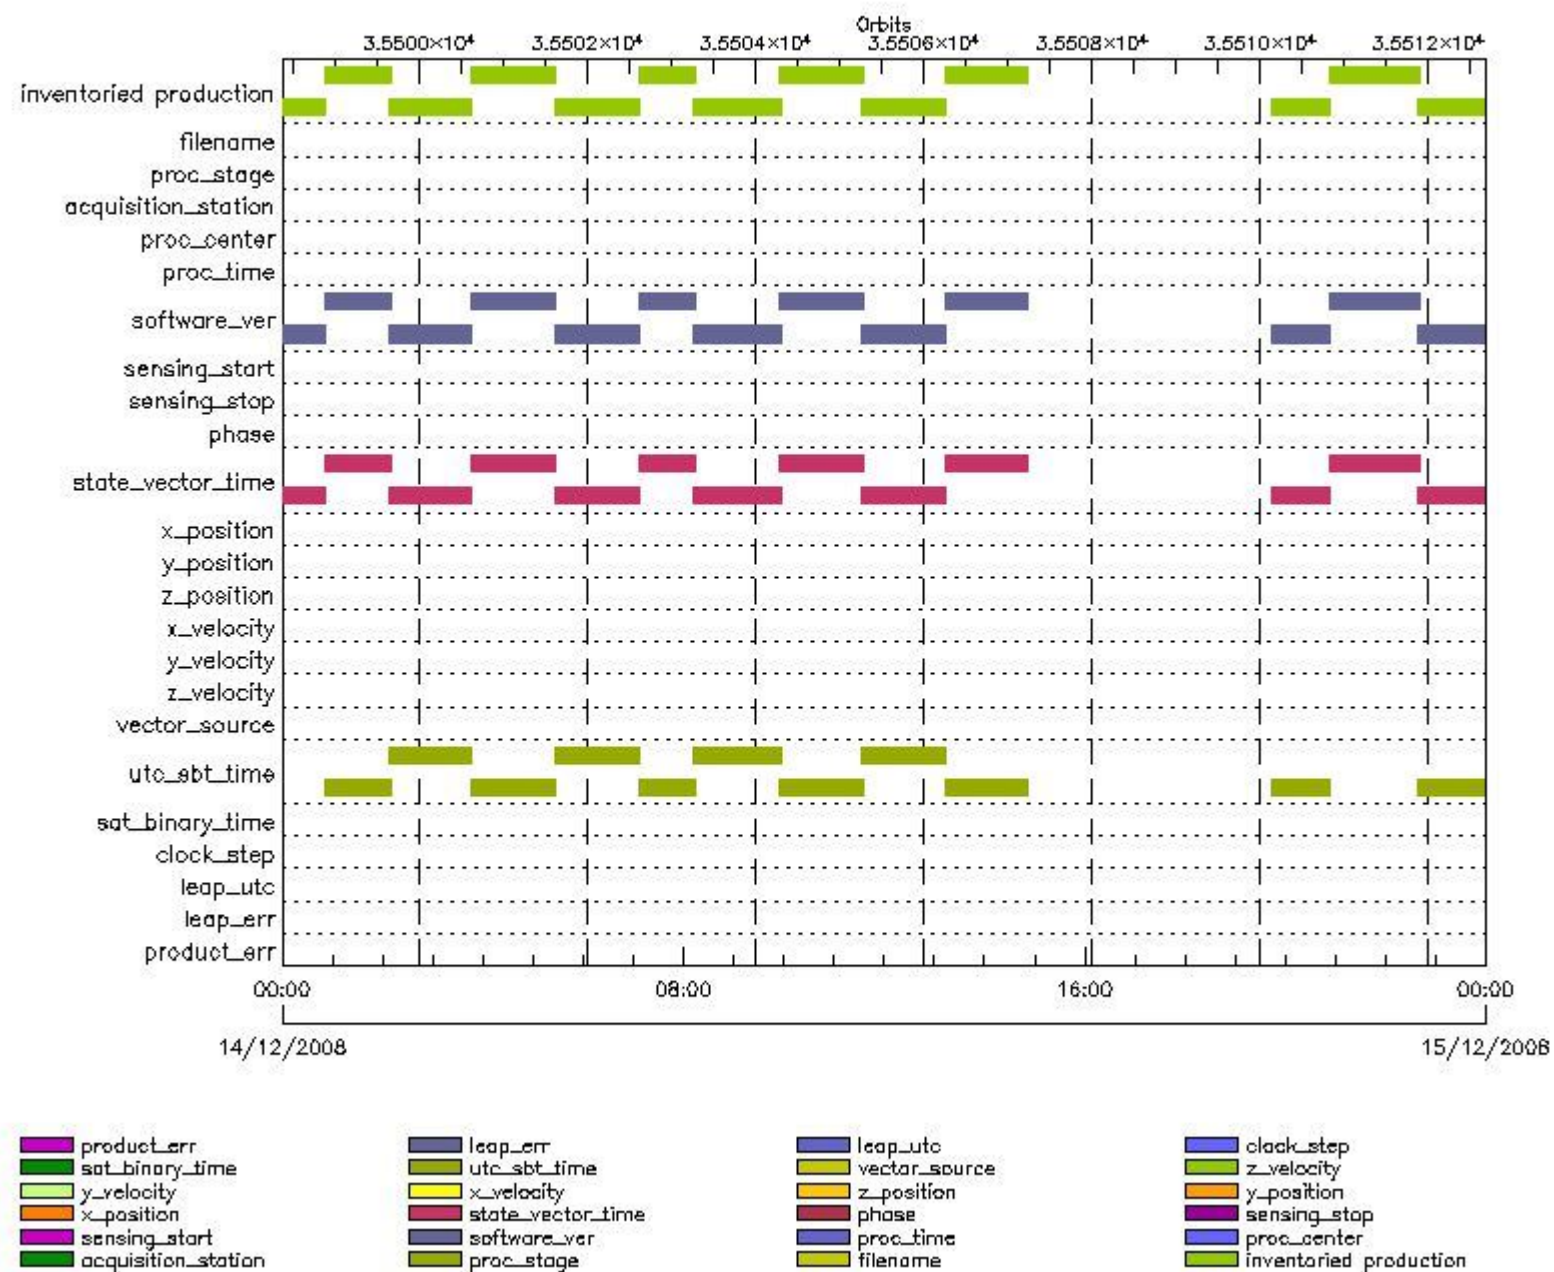 Orbits
3.5500×10⁴ 3.5502×10⁴ 3.5504×10⁴ 3.5506×10⁴ 3.5508×10⁴ 3.5510×10⁴ 3.5512×10⁴
inventoried production
filename
proc_stage
acquisition_station
proc_center
proc_time
software_ver
sensing_start
sensing_stop
phase
state_vector_time
x_position
y_position
z_position
x_velocity
y_velocity
z_velocity
vector_source
utc_sbt_time
sat_binary_time
clock_step
leap_utc
leap_err
product_err
00:00 08:00 16:00 00:00
14/12/2008 15/12/2008
product_err leap_err leap_utc clock_step
sat_binary_time utc_sbt_time vector_source z_velocity
y_velocity x_velocity z_position y_position
x_position state_vector_time phase sensing_stop
sensing_start software_ver proc_time proc_center
acquisition_station proc_stage filename inventoried production